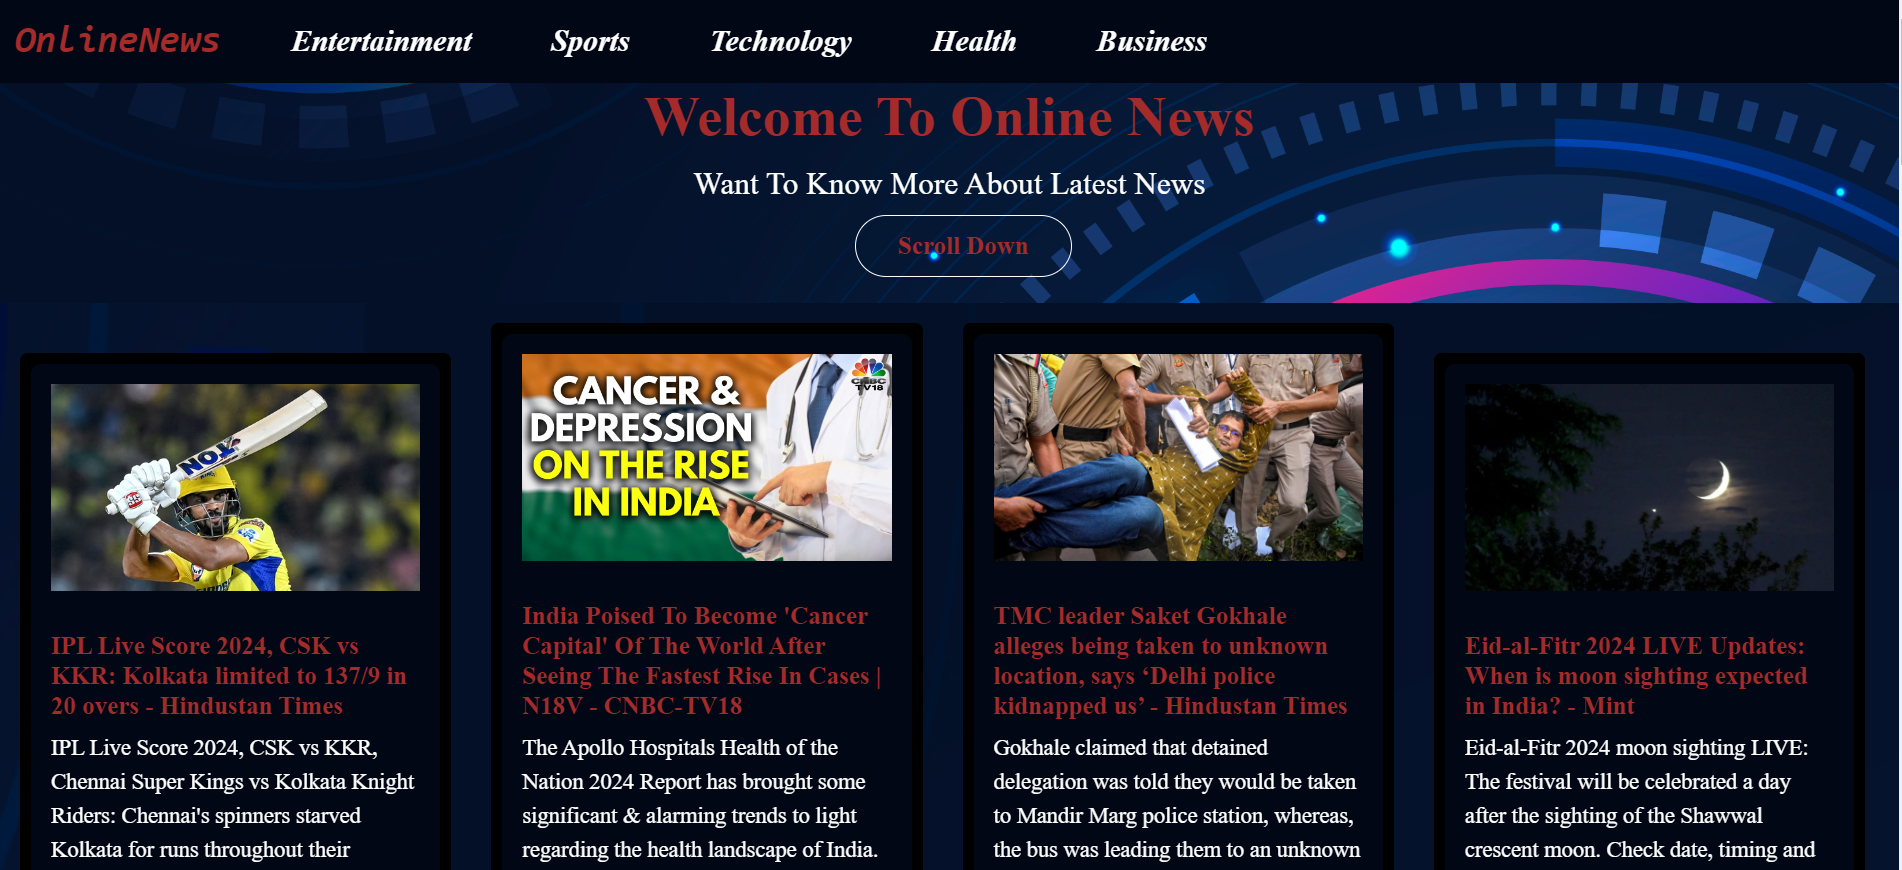 OnlineNews Entertainment Sports Technology Health Business
Welcome To Online News
Want To Know More About Latest News
Scroll Down
NOT
IPL Live Score 2024, CSK vs
KKR: Kolkata limited to 137/9 in
20 overs - Hindustan Times
IPL Live Score 2024, CSK vs KKR,
Chennai Super Kings vs Kolkata Knight
Riders: Chennai's spinners starved
Kolkata for runs throughout their
CNBC
TV18
CANCER &
DEPRESSION
ON THE RISE
IN INDIA
India Poised To Become 'Cancer
Capital' Of The World After
Seeing The Fastest Rise In Cases |
N18V - CNBC-TV18
The Apollo Hospitals Health of the
Nation 2024 Report has brought some
significant & alarming trends to light
regarding the health landscape of India.
TMC leader Saket Gokhale
alleges being taken to unknown
location, says ‘Delhi police
kidnapped us’ - Hindustan Times
Gokhale claimed that detained
delegation was told they would be taken
to Mandir Marg police station, whereas,
the bus was leading them to an unknown
Eid-al-Fitr 2024 LIVE Updates:
When is moon sighting expected
in India? - Mint
Eid-al-Fitr 2024 moon sighting LIVE:
The festival will be celebrated a day
after the sighting of the Shawwal
crescent moon. Check date, timing and